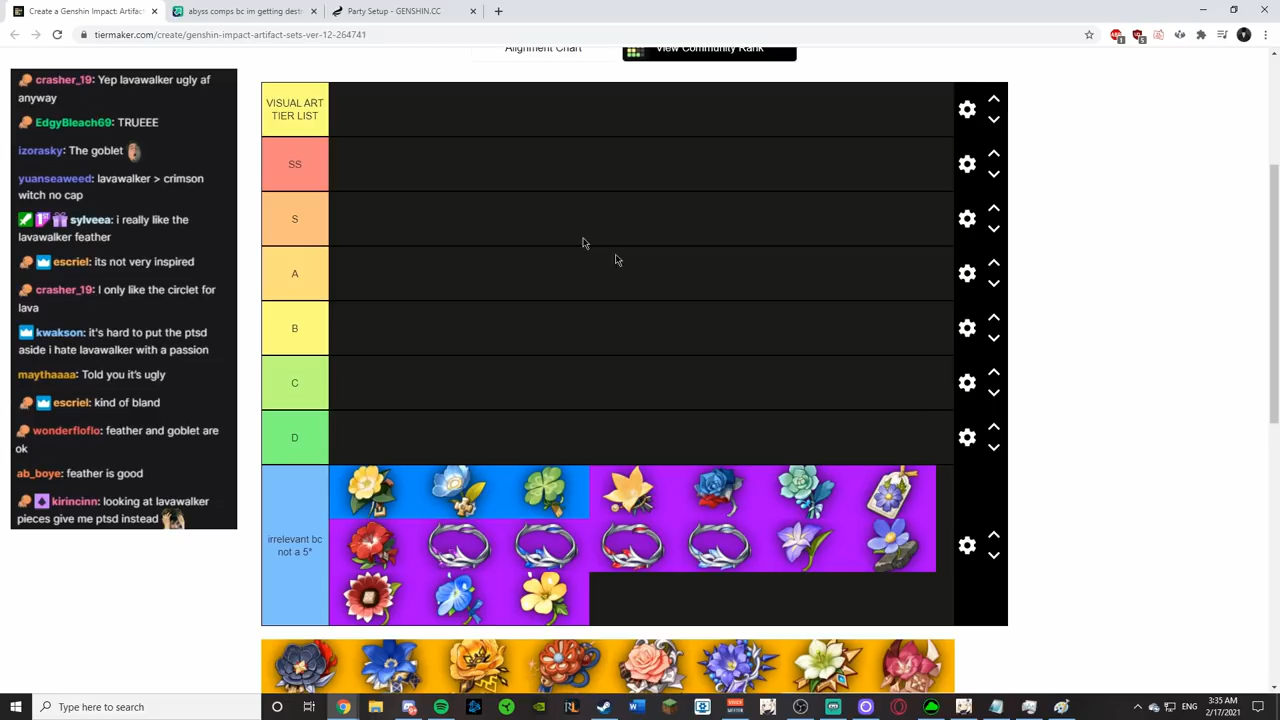 Create a Genshin Impact Artifact
abyss comps bc im getting destr
Party Setup - GENSHIN.CC
tiermaker.com/create/genshin-impact-artifact-sets-ver-12-264741
Alignment Chart
View Community Rank
crasher_19: Yep lavawalker ugly af
anyway
EdgyBleach69: TRUEEE
izorasky: The goblet
yuanseaweed: lavawalker > crimson
witch no cap
sylveea: i really like the
lavawalker feather
escriel: its not very inspired
crasher_19: I only like the circlet for
lava
kwakson: it's hard to put the ptsd
aside i hate lavawalker with a passion
maythaaaa: Told you it's ugly
escriel: kind of bland
wonderfloflo: feather and goblet are
ok
ab_boye: feather is good
kirincinn: looking at lavawalker
pieces give me ptsd instead
VISUAL ART
TIER LIST
SS
S
A
B
C
D
irrelevant bc
not a 5*
Type here to search
ENG
3:35 AM
2/17/2021